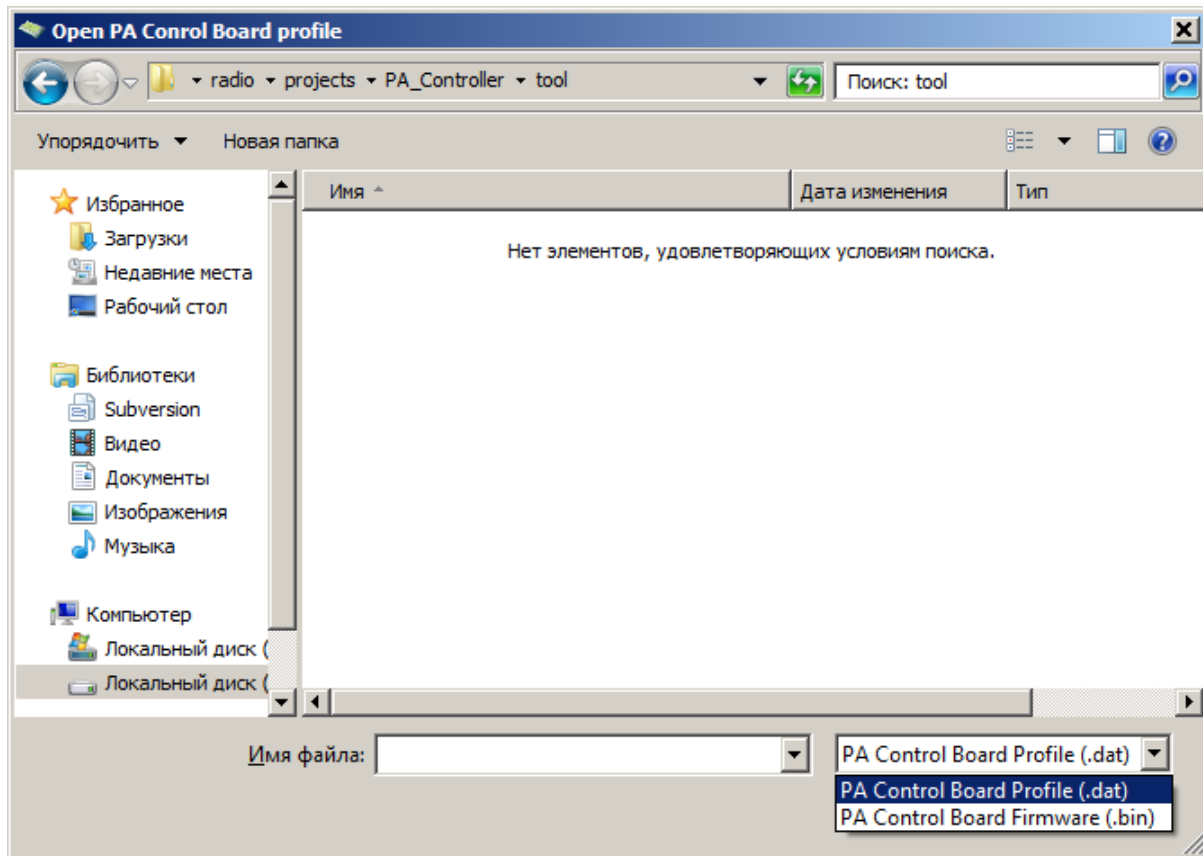 Open PA Conrol Board profile
radio projects PA_Controller tool
Поиск: tool
Упорядочить Новая папка
Имя Дата изменения Тип
Нет элементов, удовлетворяющих условиям поиска.
Избранное
Загрузки
Недавние места
Рабочий стол
Библиотеки
Subversion
Видео
Документы
Изображения
Музыка
Компьютер
Локальный диск (
Локальный диск (
Имя файла:
PA Control Board Profile (.dat)
PA Control Board Profile (.dat)
PA Control Board Firmware (.bin)